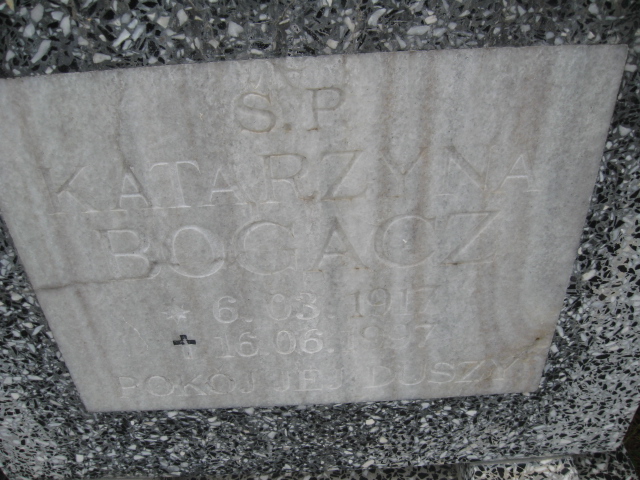 S.P.
KATARZYNA
BOGACZ
* 6.03.1917
✝ 16.06.1997
POKOJ JEJ DUSZY